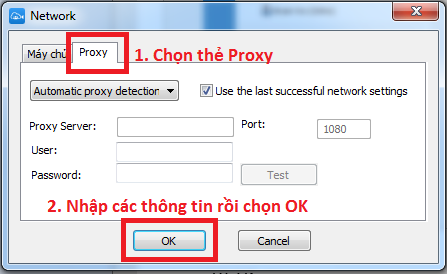 Network
Máy chủ Proxy
1. Chọn thẻ Proxy
Automatic proxy detection
Use the last successful network settings
Proxy Server:
Port: 1080
User:
Password:
Test
2. Nhập các thông tin rồi chọn OK
OK Cancel